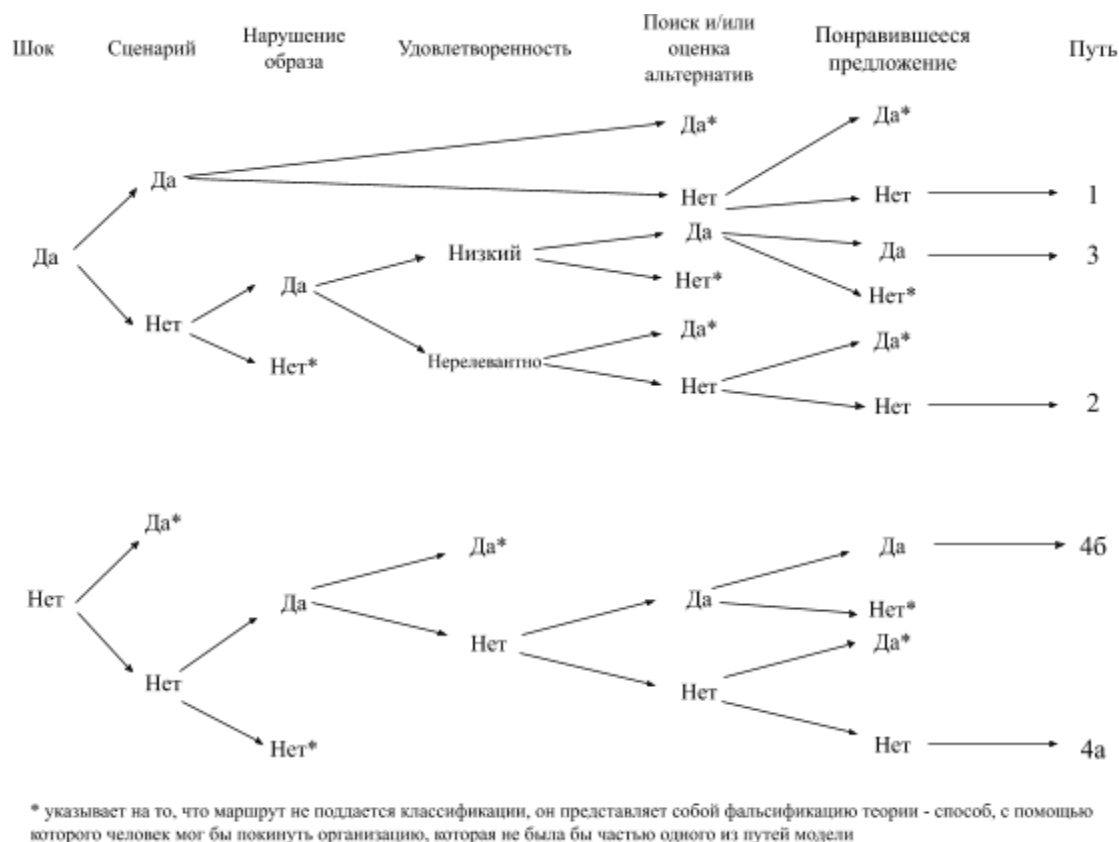 Шок Сценарий Нарушение образа Удовлетворенность Поиск и/или оценка альтернатив Понравившееся предложение Путь
Да* Да*
Да
Нет Нет 1
Да
Да Низкий Да 3
Да
Нет* Нет*
Нет
Да* Да*
Нет* Нерелевантно
Нет
Нет 2
Да*
Да* Да 4б
Нет Да Да
Нет*
Нет Да*
Нет Нет
Нет* Нет 4а
* указывает на то, что маршрут не поддается классификации, он представляет собой фальсификацию теории - способ, с помощью
которого человек мог бы покинуть организацию, которая не была бы частью одного из путей модели